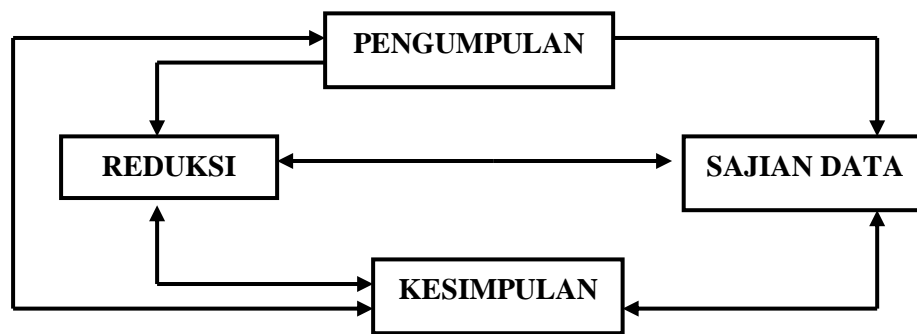 PENGUMPULAN
REDUKSI
SAJIAN DATA
KESIMPULAN